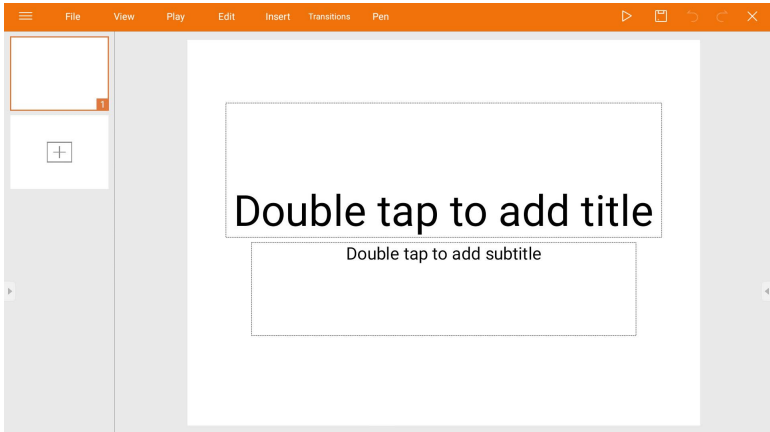 File View Play Edit Insert Transitions Pen
1
Double tap to add title
Double tap to add subtitle